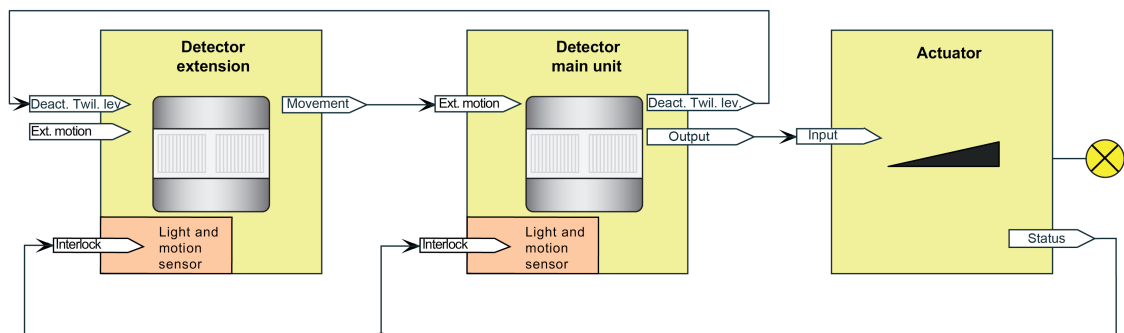 Detector
extension
Deact. Twil. lev.
Ext. motion
Movement
Interlock
Light and
motion
sensor
Detector
main unit
Ext. motion
Deact. Twil. lev.
Output
Interlock
Light and
motion
sensor
Actuator
Input
Status